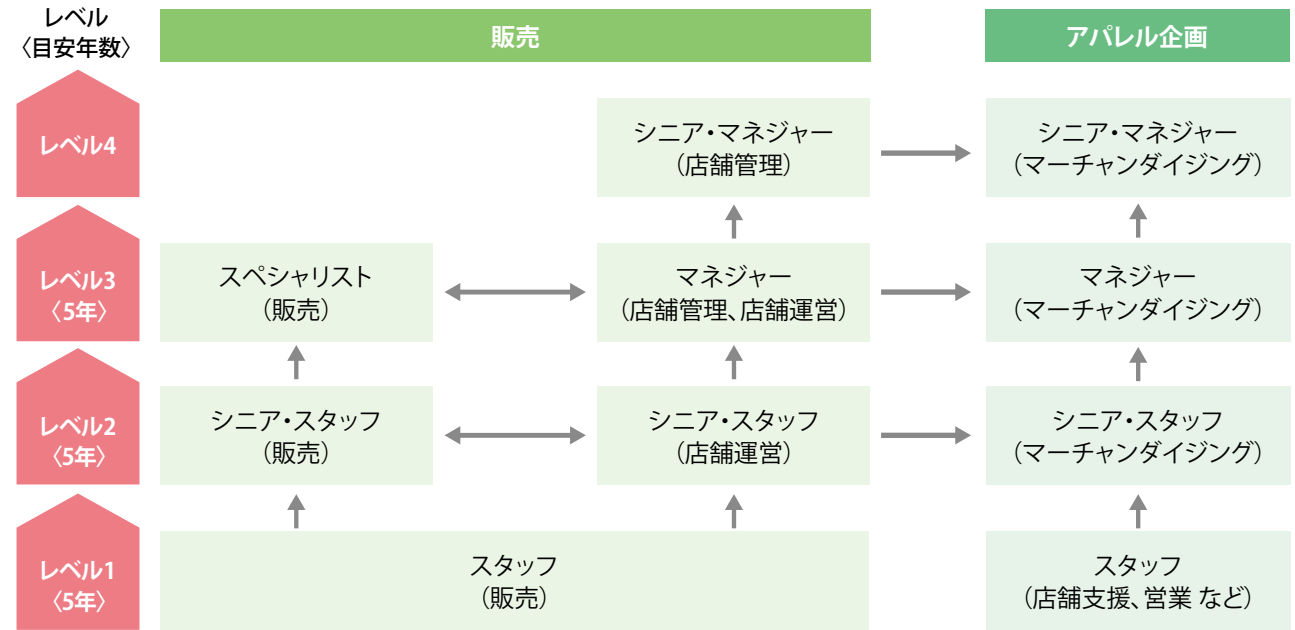 レベル
〈目安年数〉
販売
アパレル企画
レベル4
シニア・マネジャー
（店舗管理）
シニア・マネジャー
（マーチャンダイジング）
レベル3
〈5年〉
スペシャリスト
（販売）
マネジャー
（店舗管理、店舗運営）
マネジャー
（マーチャンダイジング）
レベル2
〈5年〉
シニア・スタッフ
（販売）
シニア・スタッフ
（店舗運営）
シニア・スタッフ
（マーチャンダイジング）
レベル1
〈5年〉
スタッフ
（販売）
スタッフ
（店舗支援、営業 など）